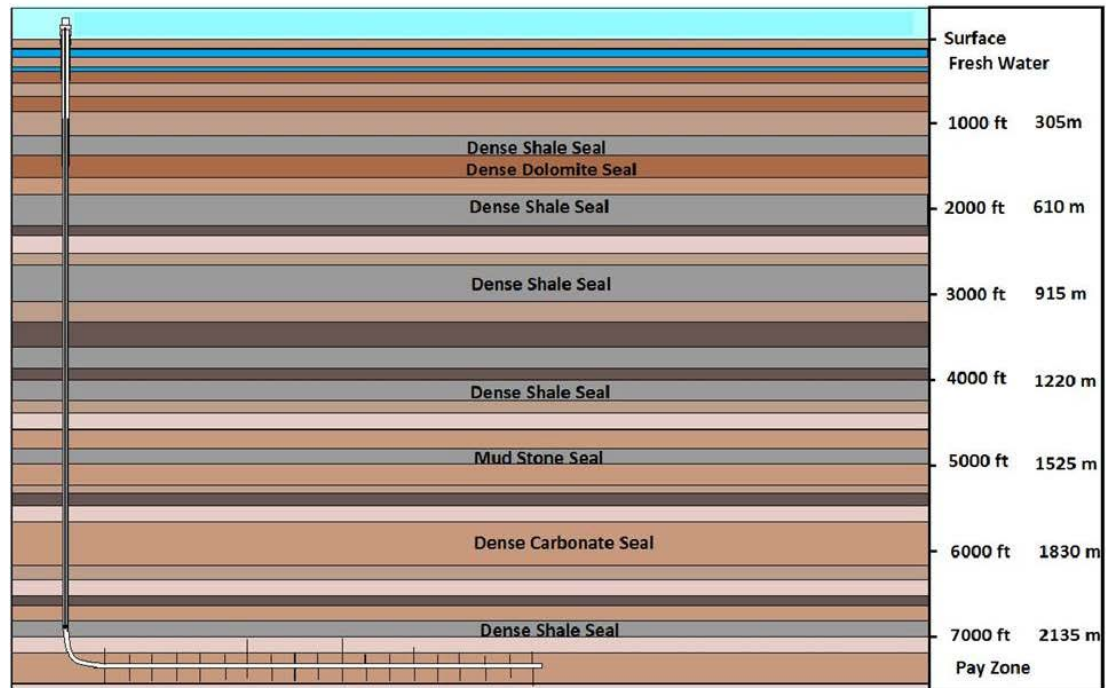 Surface
Fresh Water
1000 ft 305m
Dense Shale Seal
Dense Dolomite Seal
Dense Shale Seal
2000 ft 610 m
Dense Shale Seal
3000 ft 915 m
4000 ft 1220 m
Dense Shale Seal
Mud Stone Seal
5000 ft 1525 m
Dense Carbonate Seal
6000 ft 1830 m
Dense Shale Seal
7000 ft 2135 m
Pay Zone